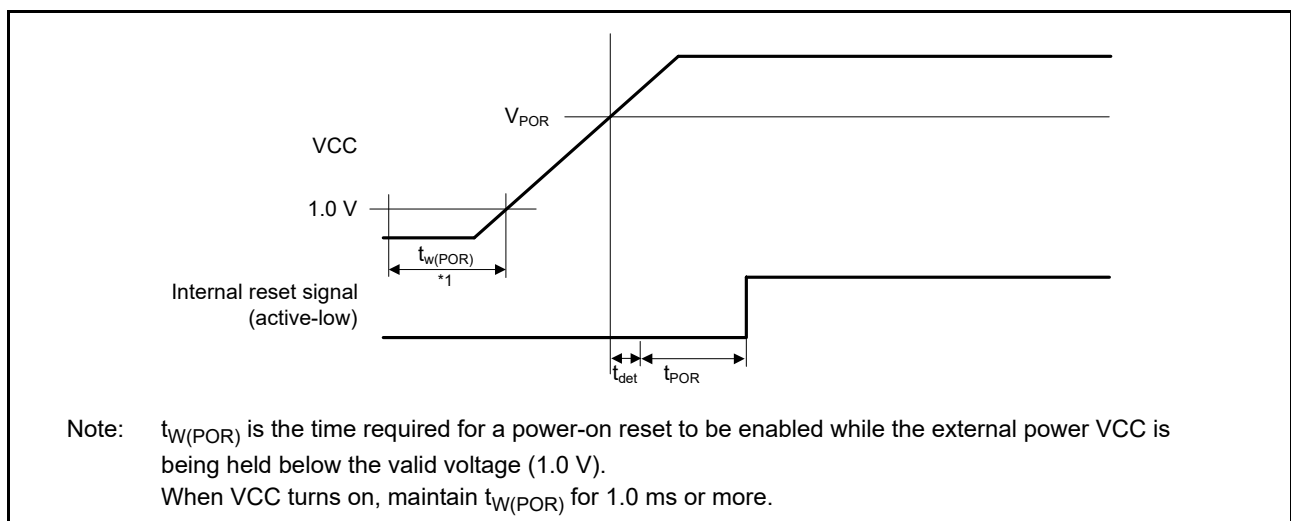 VPOR
VCC
1.0 V
tw(POR)
*1
Internal reset signal
(active-low)
tdet
tPOR
Note: tW(POR) is the time required for a power-on reset to be enabled while the external power VCC is
being held below the valid voltage (1.0 V).
When VCC turns on, maintain tW(POR) for 1.0 ms or more.